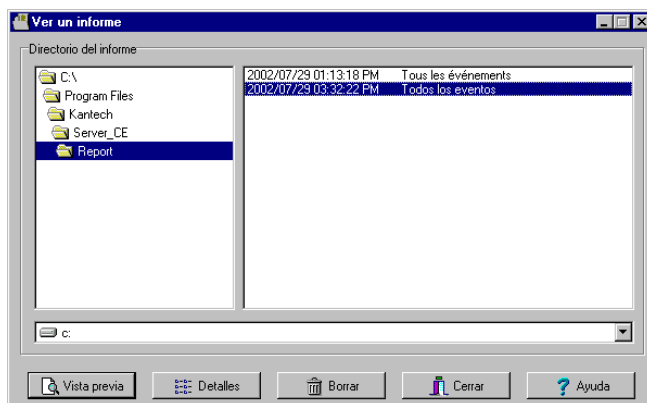 Ver un informe
Directorio del informe
C:\
Program Files
Kantech
Server_CE
Report
2002/07/29 01:13:18 PM Tous les événements
2002/07/29 03:32:22 PM Todos los eventos
c:
Vista previa
Detalles
Borrar
Cerrar
Ayuda